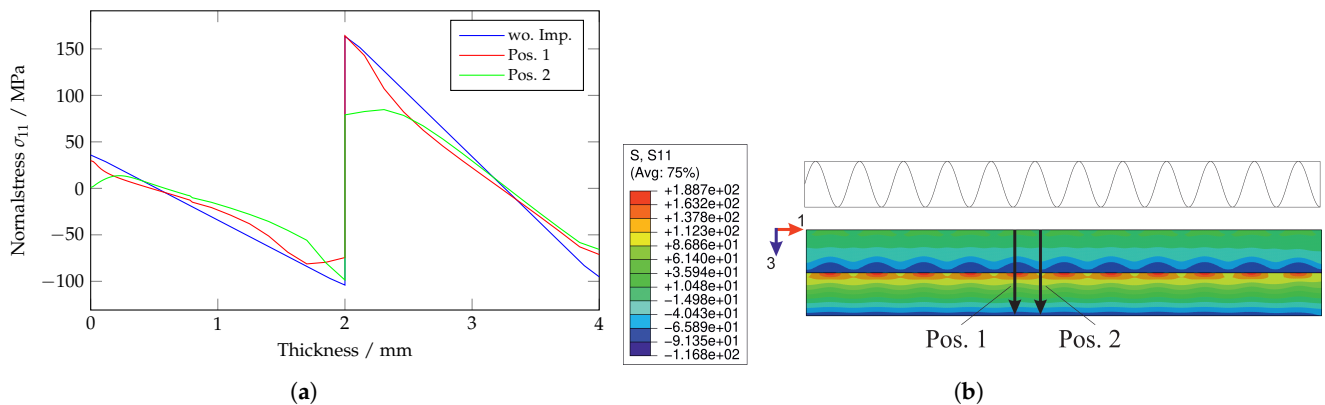 150
100
50
0
−50
−100
0
1
2
3
4
Thickness / mm
Nornalstress σ11 / MPa
wo. Imp.
Pos. 1
Pos. 2
(a)
S, S11
(Avg: 75%)
+1.887e+02
+1.632e+02
+1.378e+02
+1.123e+02
+8.686e+01
+6.140e+01
+3.594e+01
+1.048e+01
−1.498e+01
−4.043e+01
−6.589e+01
−9.135e+01
−1.168e+02
1
3
Pos. 1
Pos. 2
(b)